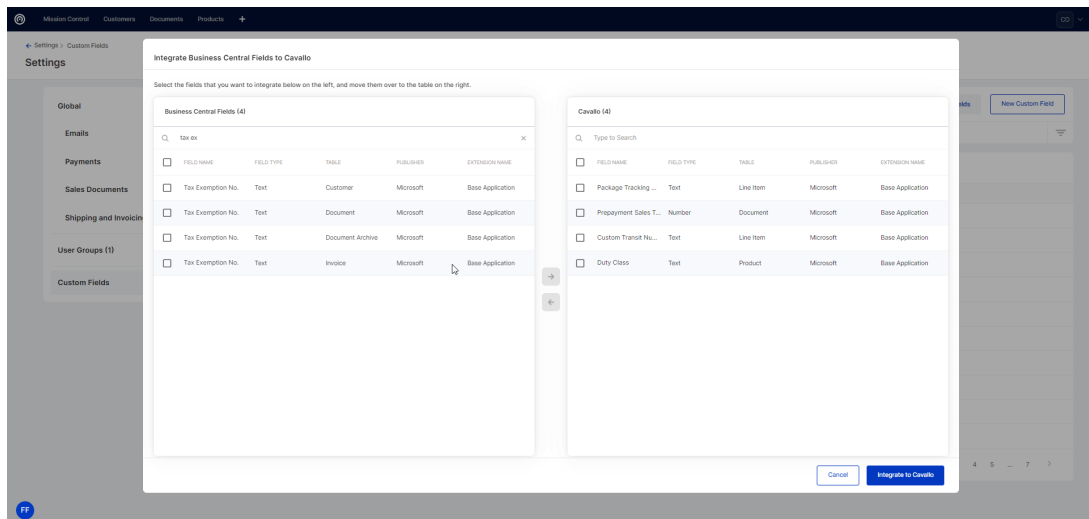 Mission Control Customers Documents Products +
CD
← Settings > Custom Fields
Settings
Global
Emails
Payments
Sales Documents
Shipping and Invoicin
User Groups (1)
Custom Fields
elds
New Custom Field
4 5 ... 7 >
FF
Integrate Business Central Fields to Cavallo
Select the fields that you want to integrate below on the left, and move them over to the table on the right.
Business Central Fields (4)
tax ex
FIELD NAME FIELD TYPE TABLE PUBLISHER EXTENSION NAME
Tax Exemption No. Text Customer Microsoft Base Application
Tax Exemption No. Text Document Microsoft Base Application
Tax Exemption No. Text Document Archive Microsoft Base Application
Tax Exemption No. Text Invoice Microsoft Base Application
Cavallo (4)
Type to Search
FIELD NAME FIELD TYPE TABLE PUBLISHER EXTENSION NAME
Package Tracking ... Text Line Item Microsoft Base Application
Prepayment Sales T... Number Document Microsoft Base Application
Custom Transit Nu... Text Line Item Microsoft Base Application
Duty Class Text Product Microsoft Base Application
Cancel
Integrate to Cavallo